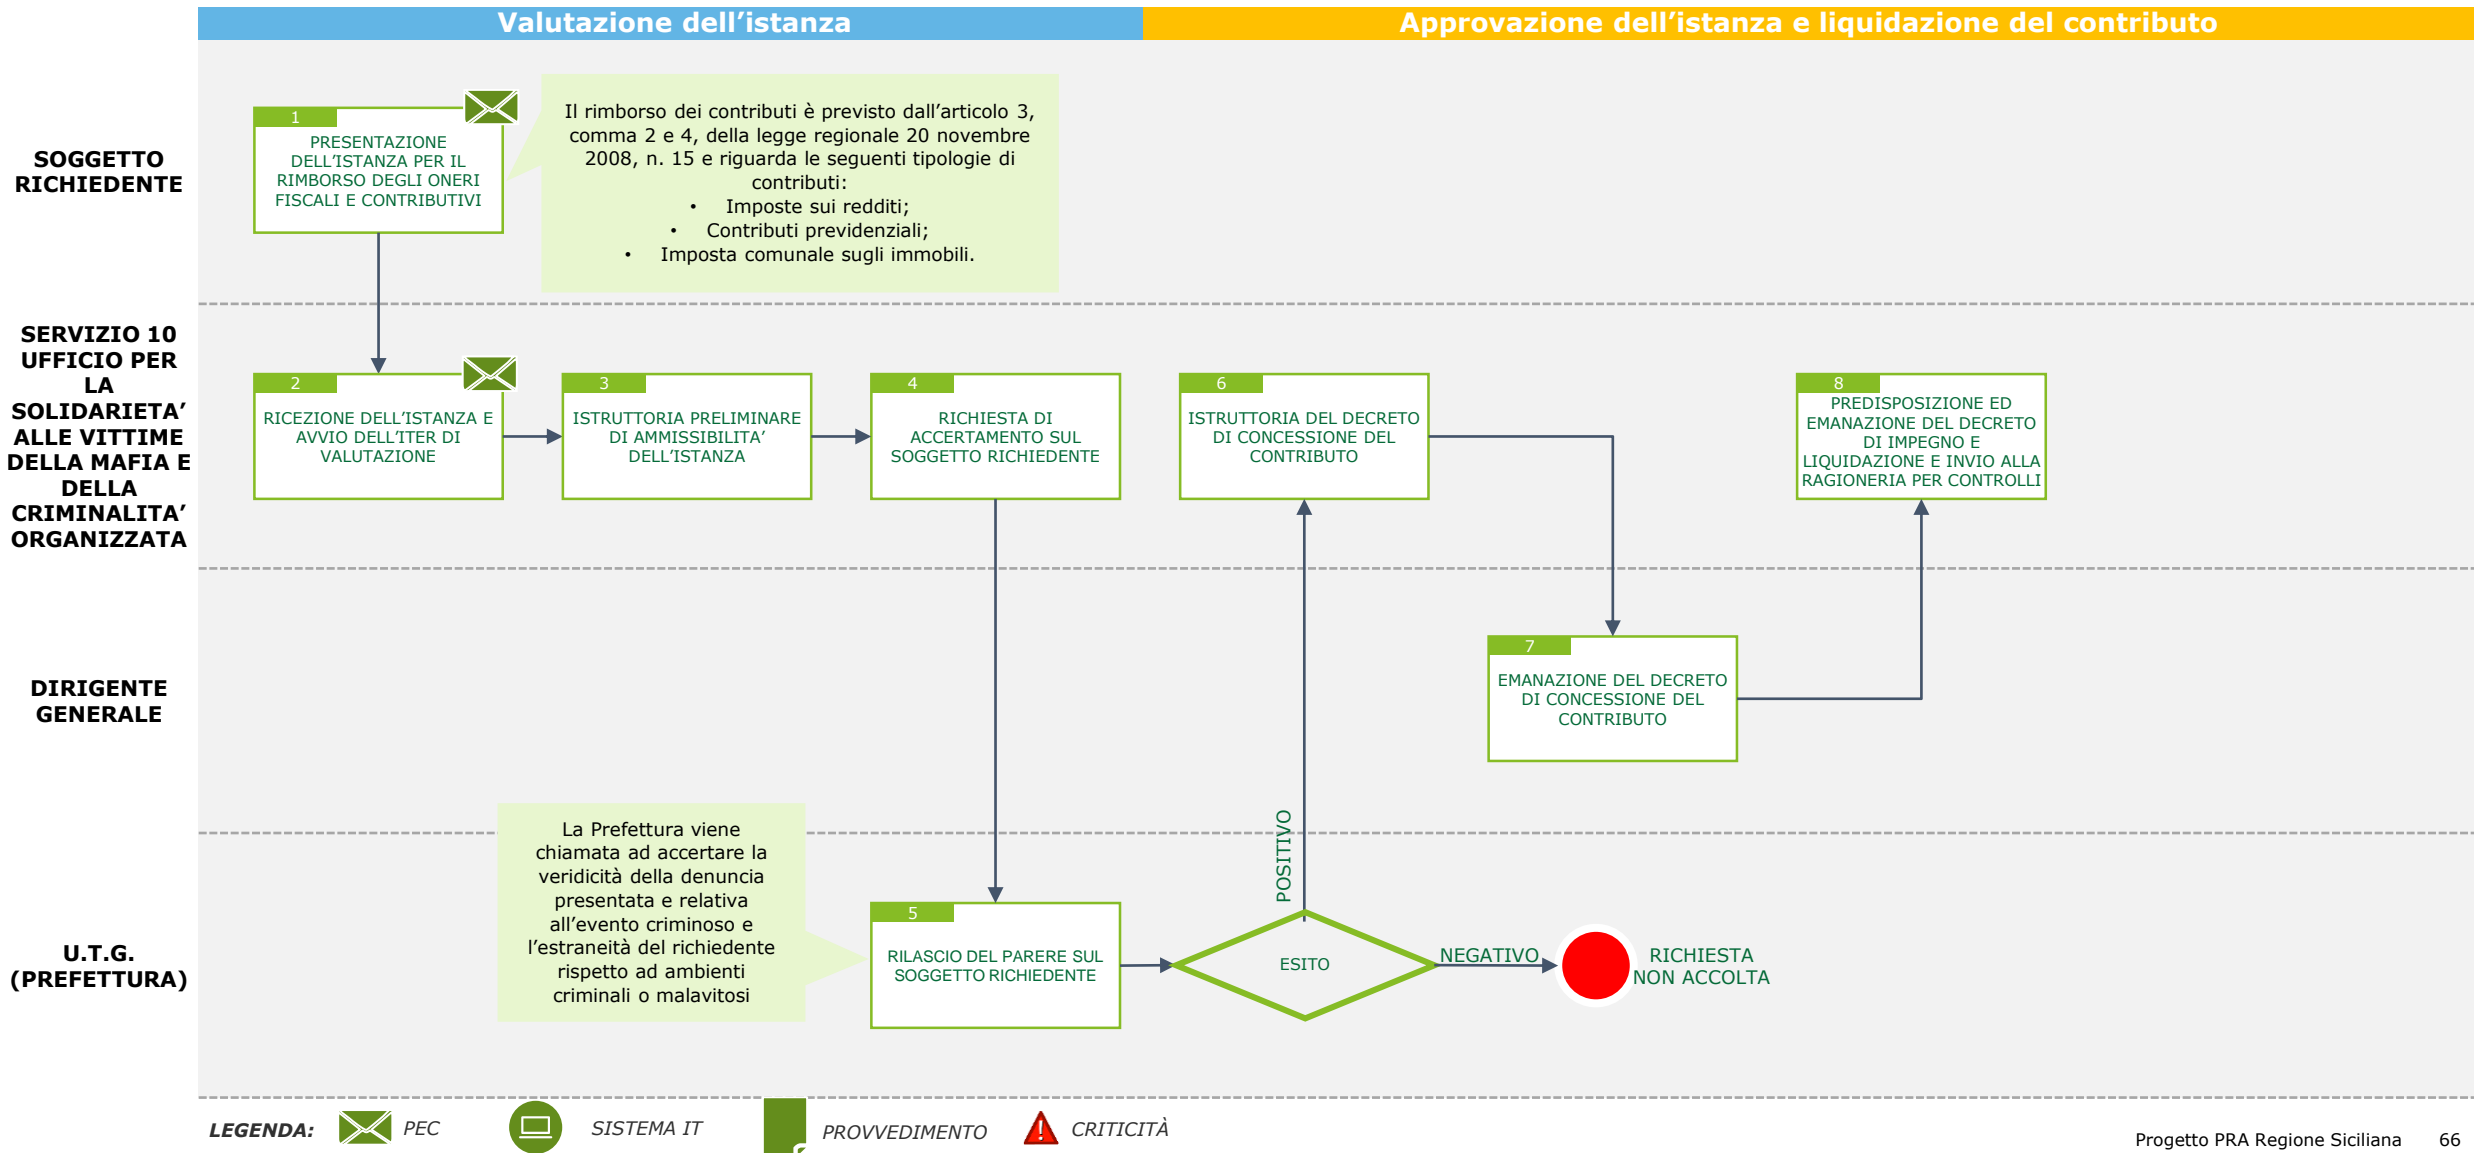 Valutazione dell’istanza
Approvazione dell’istanza e liquidazione del contributo
SOGGETTO
RICHIEDENTE
1
PRESENTAZIONE
DELL’ISTANZA PER IL
RIMBORSO DEGLI ONERI
FISCALI E CONTRIBUTIVI
Il rimborso dei contributi è previsto dall’articolo 3,
comma 2 e 4, della legge regionale 20 novembre
2008, n. 15 e riguarda le seguenti tipologie di
contributi:
• Imposte sui redditi;
• Contributi previdenziali;
• Imposta comunale sugli immobili.
SERVIZIO 10
UFFICIO PER
LA
SOLIDARIETA’
ALLE VITTIME
DELLA MAFIA E
DELLA
CRIMINALITA’
ORGANIZZATA
2
RICEZIONE DELL’ISTANZA E
AVVIO DELL’ITER DI
VALUTAZIONE
3
ISTRUTTORIA PRELIMINARE
DI AMMISSIBILITA’
DELL’ISTANZA
4
RICHIESTA DI
ACCERTAMENTO SUL
SOGGETTO RICHIEDENTE
6
ISTRUTTORIA DEL DECRETO
DI CONCESSIONE DEL
CONTRIBUTO
8
PREDISPOSIZIONE ED
EMANAZIONE DEL DECRETO
DI IMPEGNO E
LIQUIDAZIONE E INVIO ALLA
RAGIONERIA PER CONTROLLI
DIRIGENTE
GENERALE
7
EMANAZIONE DEL DECRETO
DI CONCESSIONE DEL
CONTRIBUTO
U.T.G.
(PREFETTURA)
La Prefettura viene
chiamata ad accertare la
veridicità della denuncia
presentata e relativa
all’evento criminoso e
l’estraneità del richiedente
rispetto ad ambienti
criminali o malavitosi
5
RILASCIO DEL PARERE SUL
SOGGETTO RICHIEDENTE
ESITO
POSITIVO
NEGATIVO
RICHIESTA
NON ACCOLTA
LEGENDA:
PEC
SISTEMA IT
PROVVEDIMENTO
CRITICITÀ
Progetto PRA Regione Siciliana
66